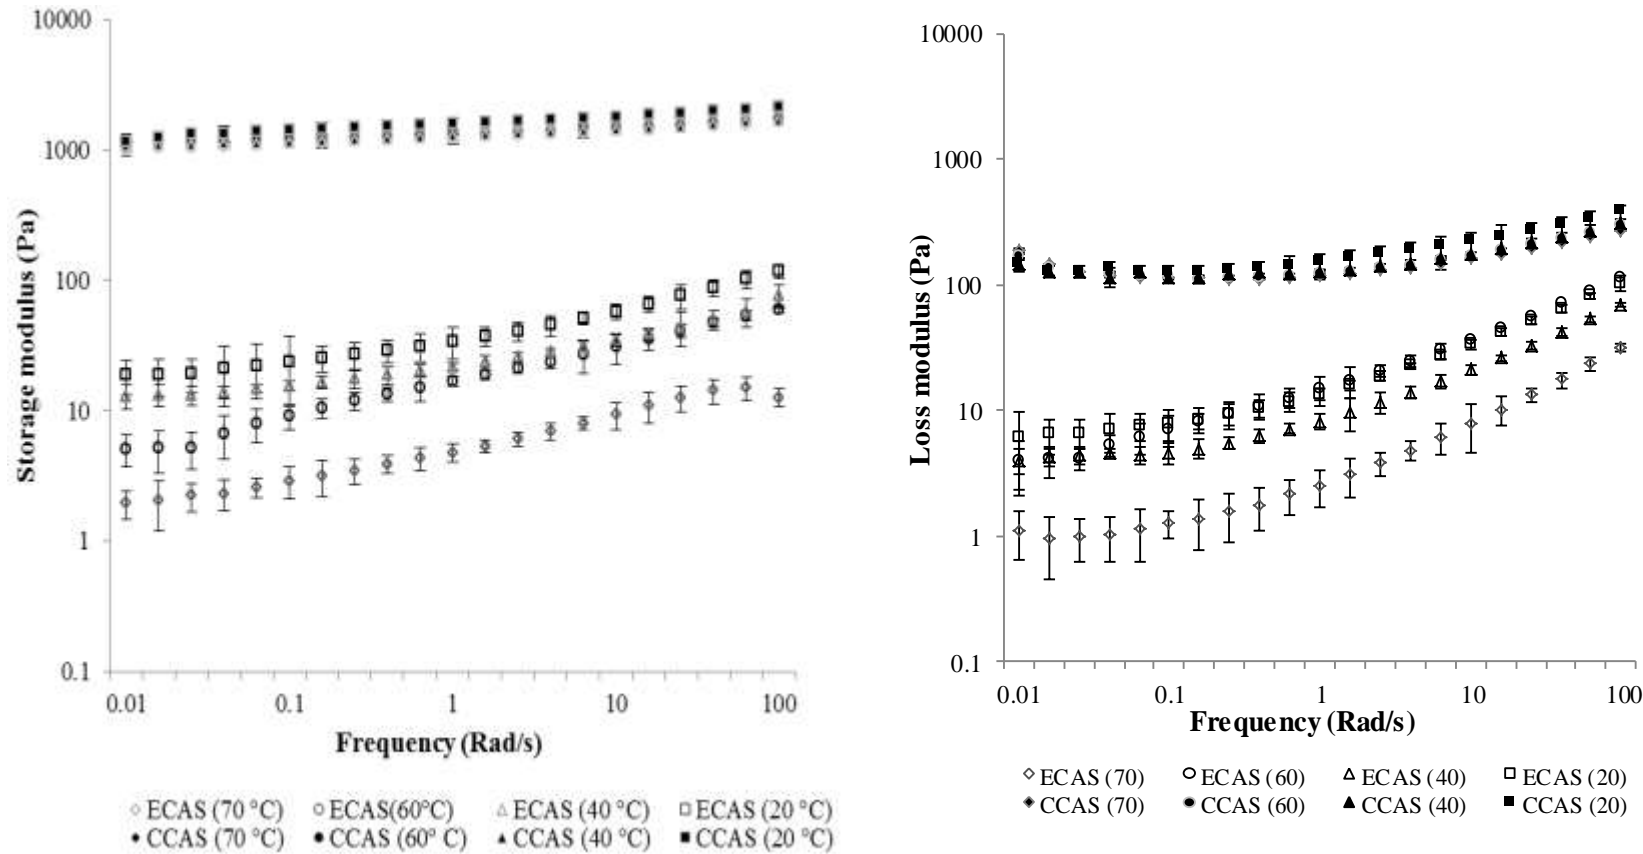 10000
1000
100
10
1
0.1
Storage modulus (Pa)
0.01 0.1 1 10 100
Frequency (Rad/s)
ECAS (70 °C) ECAS(60°C) ECAS (40 °C) ECAS (20 °C)
CCAS (70 °C) CCAS (60° C) CCAS (40 °C) CCAS (20 °C)
10000
1000
100
10
1
0.1
Loss modulus (Pa)
0.01 0.1 1 10 100
Frequency (Rad/s)
ECAS (70) ECAS (60) ECAS (40) ECAS (20)
CCAS (70) CCAS (60) CCAS (40) CCAS (20)